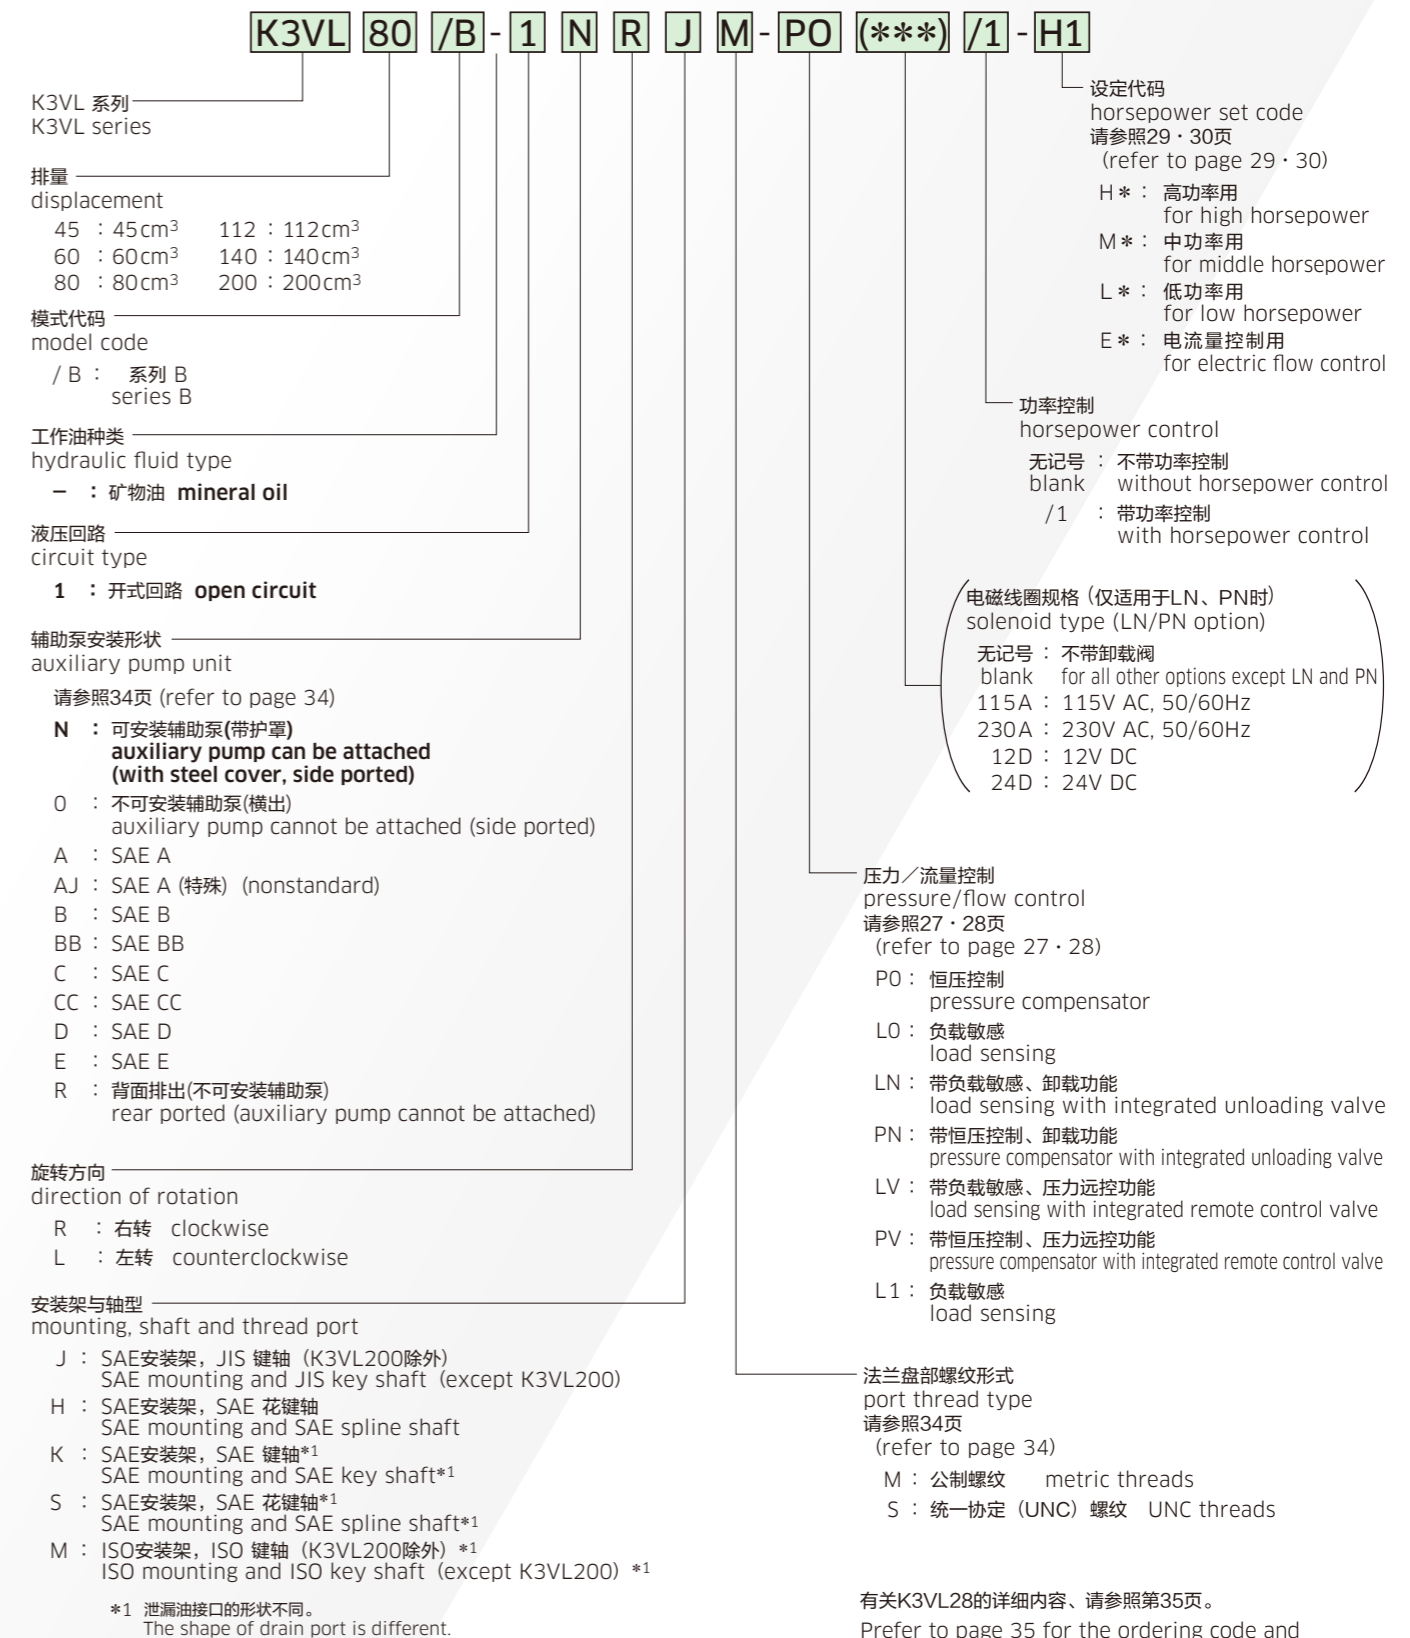 K3VL 80 /B - 1 N R J M - P0 (***) /1 - H1
K3VL 系列
K3VL series
排量
displacement
45 : 45cm³ 112 : 112cm³
60 : 60cm³ 140 : 140cm³
80 : 80cm³ 200 : 200cm³
模式代码
model code
/ B : 系列 B
series B
工作油种类
hydraulic fluid type
− : 矿物油 mineral oil
液压回路
circuit type
1 : 开式回路 open circuit
辅助泵安装形状
auxiliary pump unit
请参照34页 (refer to page 34)
N : 可安装辅助泵(带护罩)
auxiliary pump can be attached
(with steel cover, side ported)
0 : 不可安装辅助泵(横出)
auxiliary pump cannot be attached (side ported)
A : SAE A
AJ : SAE A (特殊) (nonstandard)
B : SAE B
BB : SAE BB
C : SAE C
CC : SAE CC
D : SAE D
E : SAE E
R : 背面排出(不可安装辅助泵)
rear ported (auxiliary pump cannot be attached)
旋转方向
direction of rotation
R : 右转 clockwise
L : 左转 counterclockwise
安装架与轴型
mounting, shaft and thread port
J : SAE安装架，JIS 键轴（K3VL200除外）
SAE mounting and JIS key shaft (except K3VL200)
H : SAE安装架，SAE 花键轴
SAE mounting and SAE spline shaft
K : SAE安装架，SAE 键轴*1
SAE mounting and SAE key shaft*1
S : SAE安装架，SAE 花键轴*1
SAE mounting and SAE spline shaft*1
M : ISO安装架，ISO 键轴（K3VL200除外）*1
ISO mounting and ISO key shaft (except K3VL200) *1
*1 泄漏油接口的形状不同。
The shape of drain port is different.
设定代码
horsepower set code
请参照29・30页
(refer to page 29・30)
H* : 高功率用
for high horsepower
M* : 中功率用
for middle horsepower
L* : 低功率用
for low horsepower
E* : 电流量控制用
for electric flow control
功率控制
horsepower control
无记号 : 不带功率控制
blank without horsepower control
/1 : 带功率控制
with horsepower control
电磁线圈规格（仅适用于LN、PN时）
solenoid type (LN/PN option)
无记号 : 不带卸载阀
blank for all other options except LN and PN
115A : 115V AC, 50/60Hz
230A : 230V AC, 50/60Hz
12D : 12V DC
24D : 24V DC
压力／流量控制
pressure/flow control
请参照27・28页
(refer to page 27・28)
P0 : 恒压控制
pressure compensator
L0 : 负载敏感
load sensing
LN : 带负载敏感、卸载功能
load sensing with integrated unloading valve
PN : 带恒压控制、卸载功能
pressure compensator with integrated unloading valve
LV : 带负载敏感、压力远控功能
load sensing with integrated remote control valve
PV : 带恒压控制、压力远控功能
pressure compensator with integrated remote control valve
L1 : 负载敏感
load sensing
法兰盘部螺纹形式
port thread type
请参照34页
(refer to page 34)
M : 公制螺纹 metric threads
S : 统一协定（UNC）螺纹 UNC threads
有关K3VL28的详细内容、请参照第35页。
Prefer to page 35 for the ordering code and